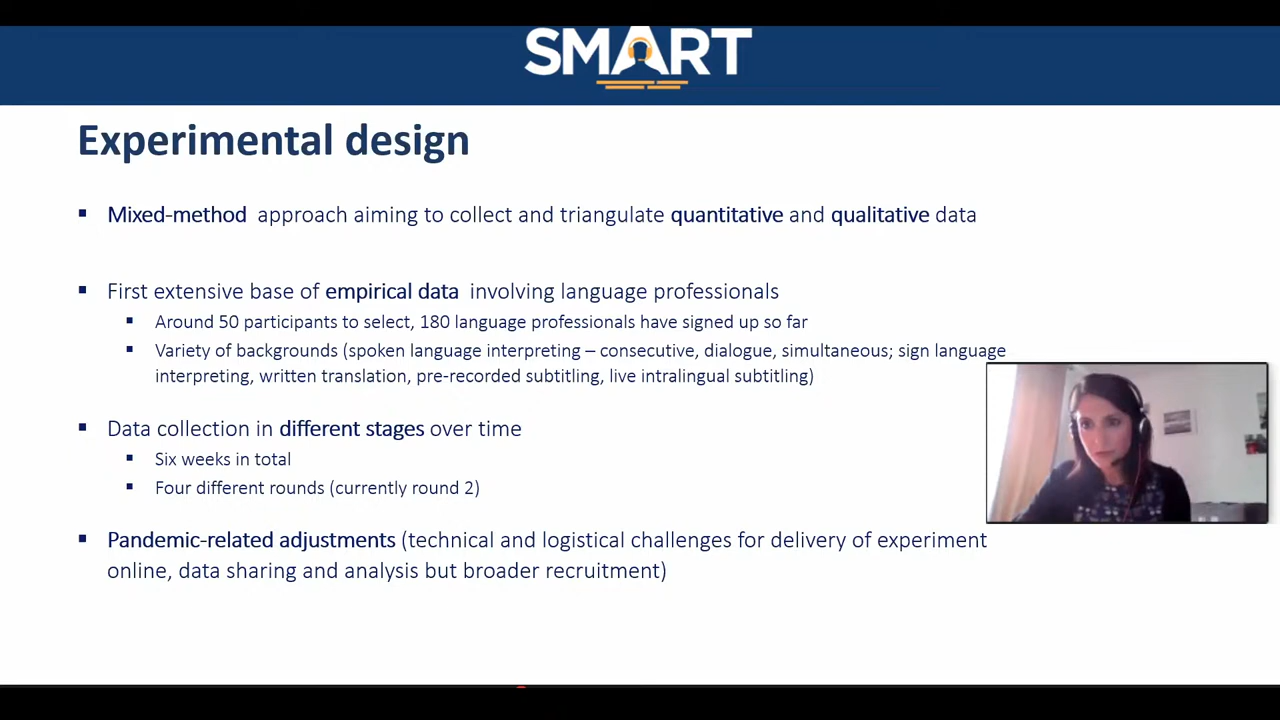 SMART
Experimental design
▪ Mixed-method approach aiming to collect and triangulate quantitative and qualitative data
▪ First extensive base of empirical data involving language professionals
▪ Around 50 participants to select, 180 language professionals have signed up so far
▪ Variety of backgrounds (spoken language interpreting – consecutive, dialogue, simultaneous; sign language
interpreting, written translation, pre-recorded subtitling, live intralingual subtitling)
▪ Data collection in different stages over time
▪ Six weeks in total
▪ Four different rounds (currently round 2)
▪ Pandemic-related adjustments (technical and logistical challenges for delivery of experiment
online, data sharing and analysis but broader recruitment)